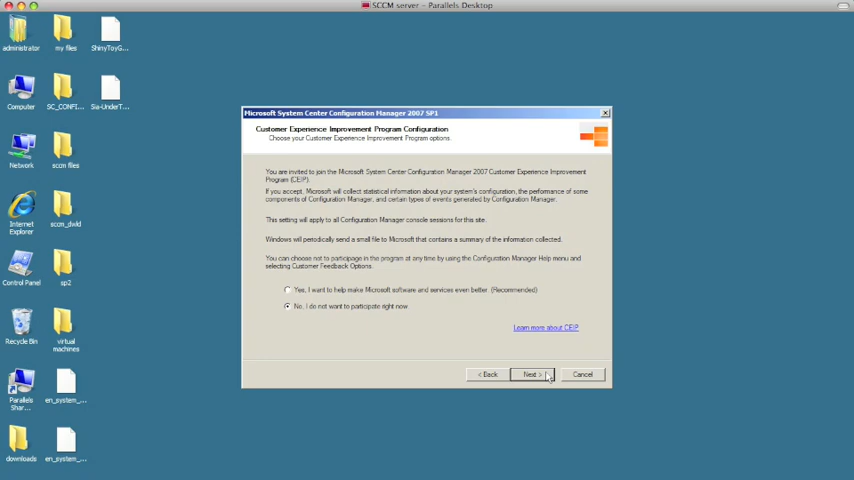 SCCM server – Parallels Desktop
administrator
my files
ShinyToyG...
Computer
SC_CONFI...
Sia-UnderT...
Network
sccm files
Internet
Explorer
sccm_dwld
Control Panel
sp2
Recycle Bin
virtual
machines
Parallels
Shar...
en_system_...
downloads
en_system_...
Microsoft System Center Configuration Manager 2007 SP1
Customer Experience Improvement Program Configuration
Choose your Customer Experience Improvement Program options.
You are invited to join the Microsoft System Center Configuration Manager 2007 Customer Experience Improvement
Program (CEIP).
If you accept, Microsoft will collect statistical information about your system's configuration, the performance of some
components of Configuration Manager, and certain types of events generated by Configuration Manager.
This setting will apply to all Configuration Manager console sessions for this site.
Windows will periodically send a small file to Microsoft that contains a summary of the information collected.
You can choose not to participage in the program at any time by using the Configuration Manager Help menu and
selecting Customer Feedback Options.
Yes, I want to help make Microsoft software and services even better. (Recommended)
No, I do not want to participate right now.
Learn more about CEIP
< Back
Next >
Cancel